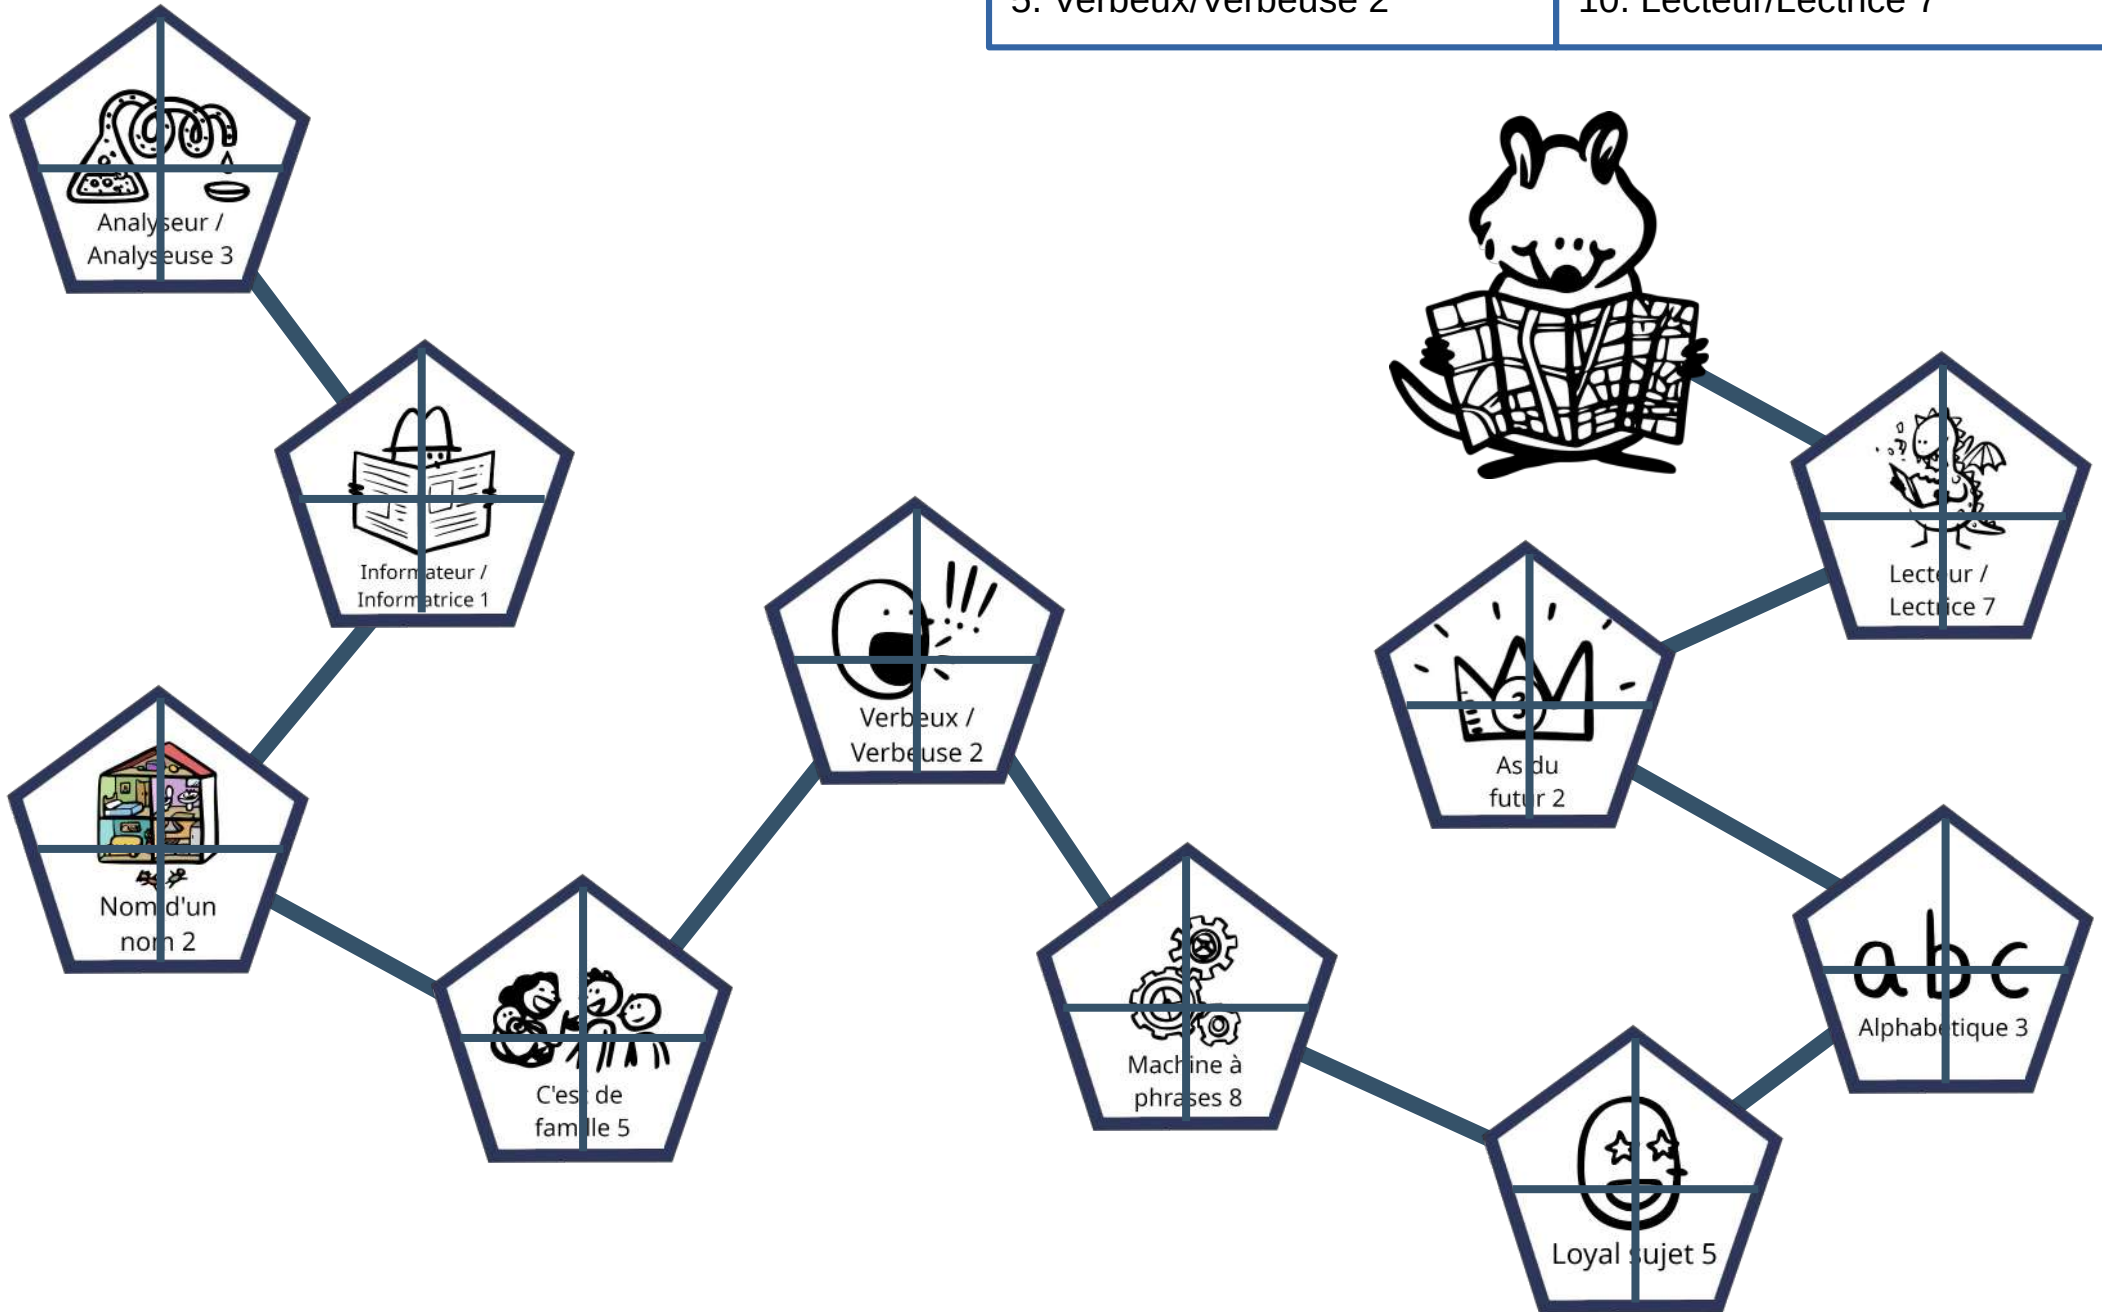 5. Verbeux/Verbeuse 2
10. Lecteur/Lectrice 7
Analyseur /
Analyseuse 3
Informateur /
Informatrice 1
Nom d'un
nom 2
C'est de
famille 5
Verbeux /
Verbeuse 2
Machine à
phrases 8
Loyal sujet 5
abc
Alphabétique 3
3
As du
futur 2
Lecteur /
Lectrice 7